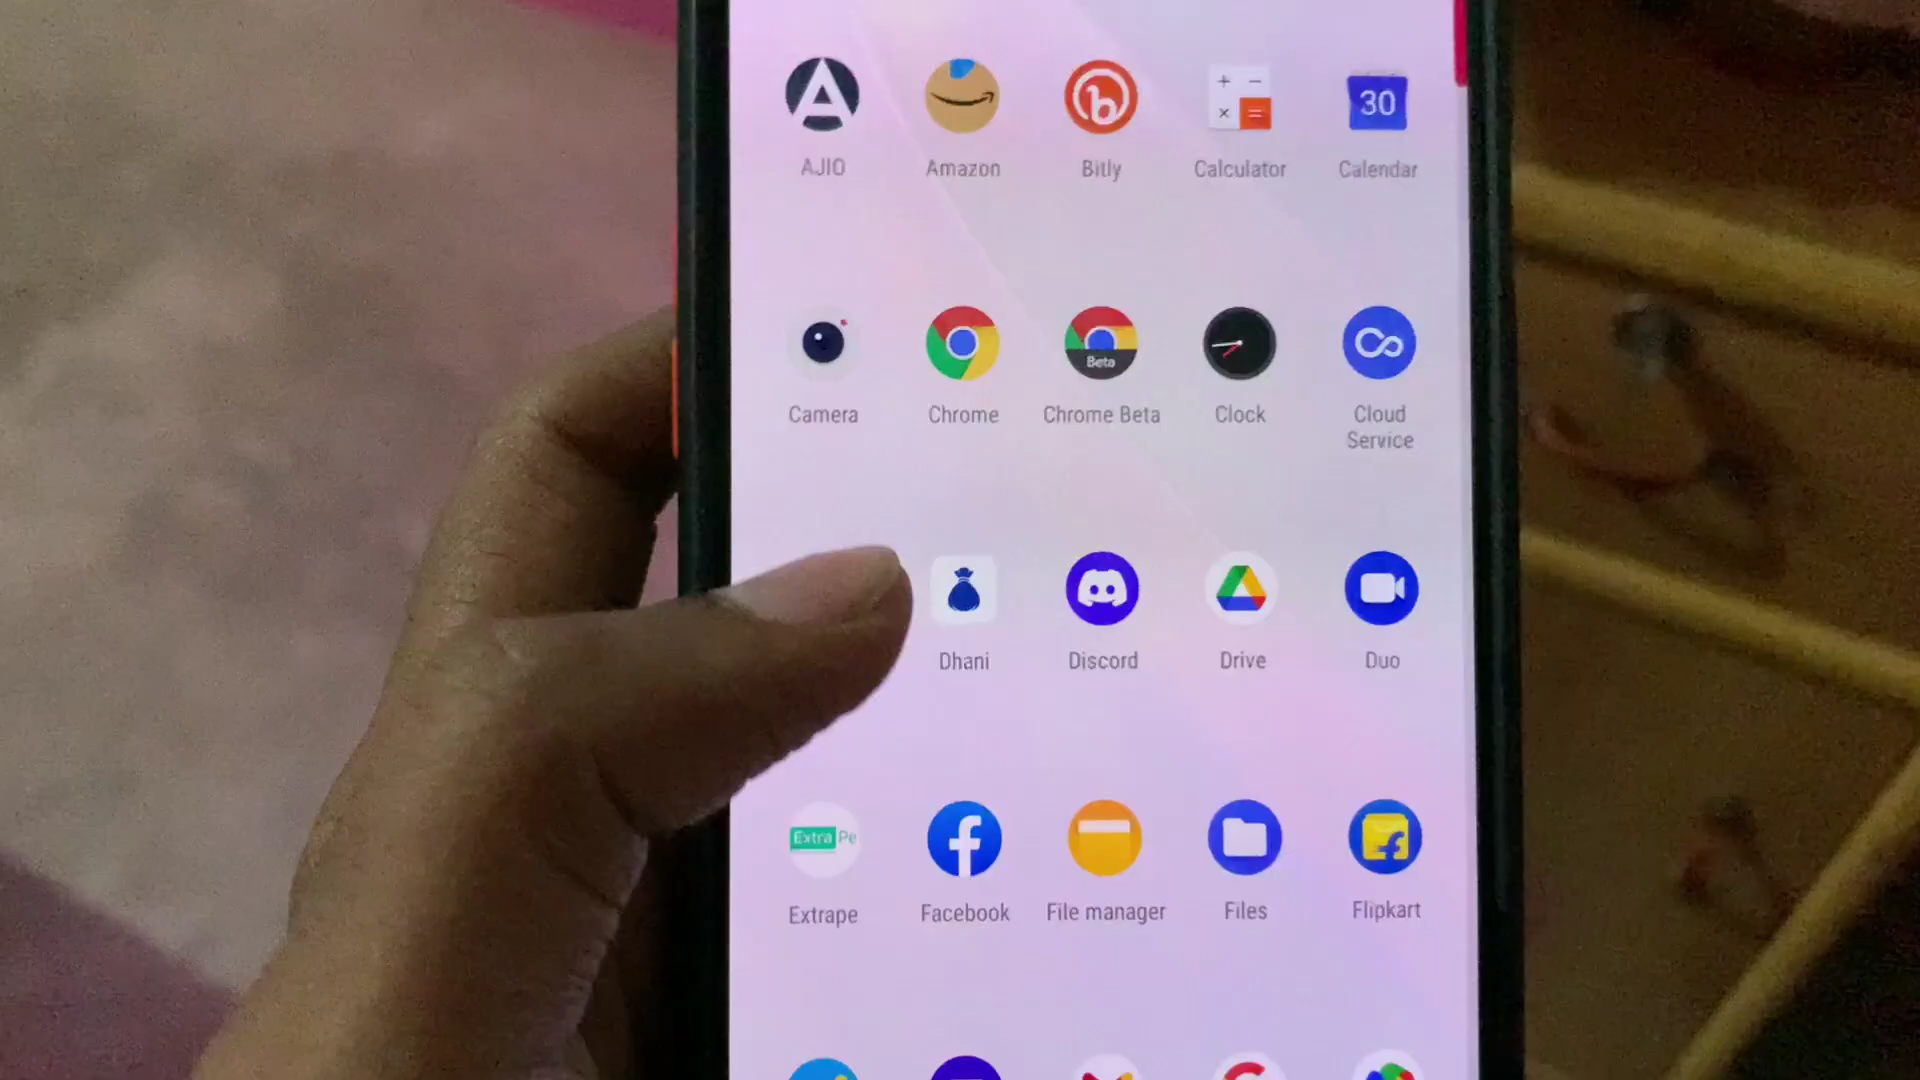 30
AJIO
Amazon
Bitly
Calculator
Calendar
Beta
Camera
Chrome
Chrome Beta
Clock
Cloud
Service
Dhani
Discord
Drive
Duo
Extra Pe
Extrape
Facebook
File manager
Files
Flipkart